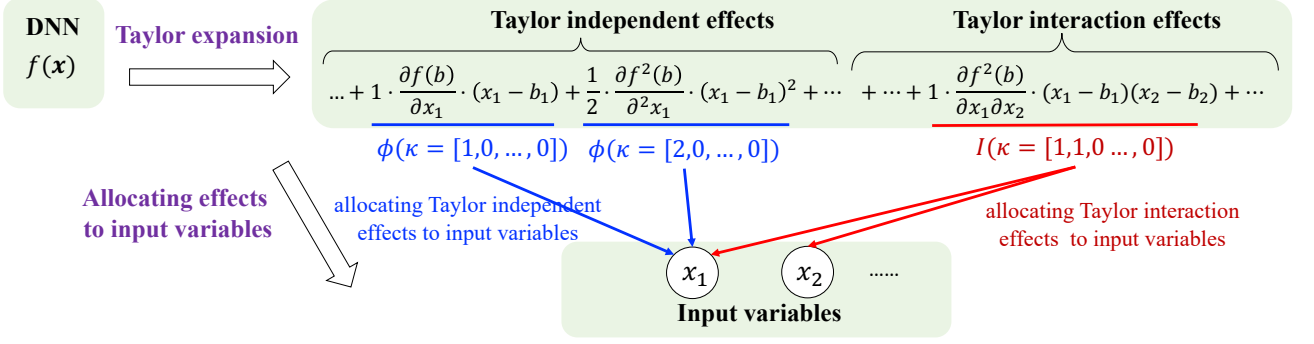 DNN
f(x)
Taylor expansion
Taylor independent effects
Taylor interaction effects
... + 1 · ∂f(b)/∂x₁ · (x₁ − b₁) + 1/2 · ∂f²(b)/∂²x₁ · (x₁ − b₁)² + ⋯
+ ⋯ + 1 · ∂f²(b)/∂x₁∂x₂ · (x₁ − b₁)(x₂ − b₂) + ⋯
ϕ(κ = [1,0, ... , 0])
ϕ(κ = [2,0, ... , 0])
I(κ = [1,1,0 ... , 0])
Allocating effects
to input variables
allocating Taylor independent
effects to input variables
allocating Taylor interaction
effects to input variables
x₁
x₂
......
Input variables